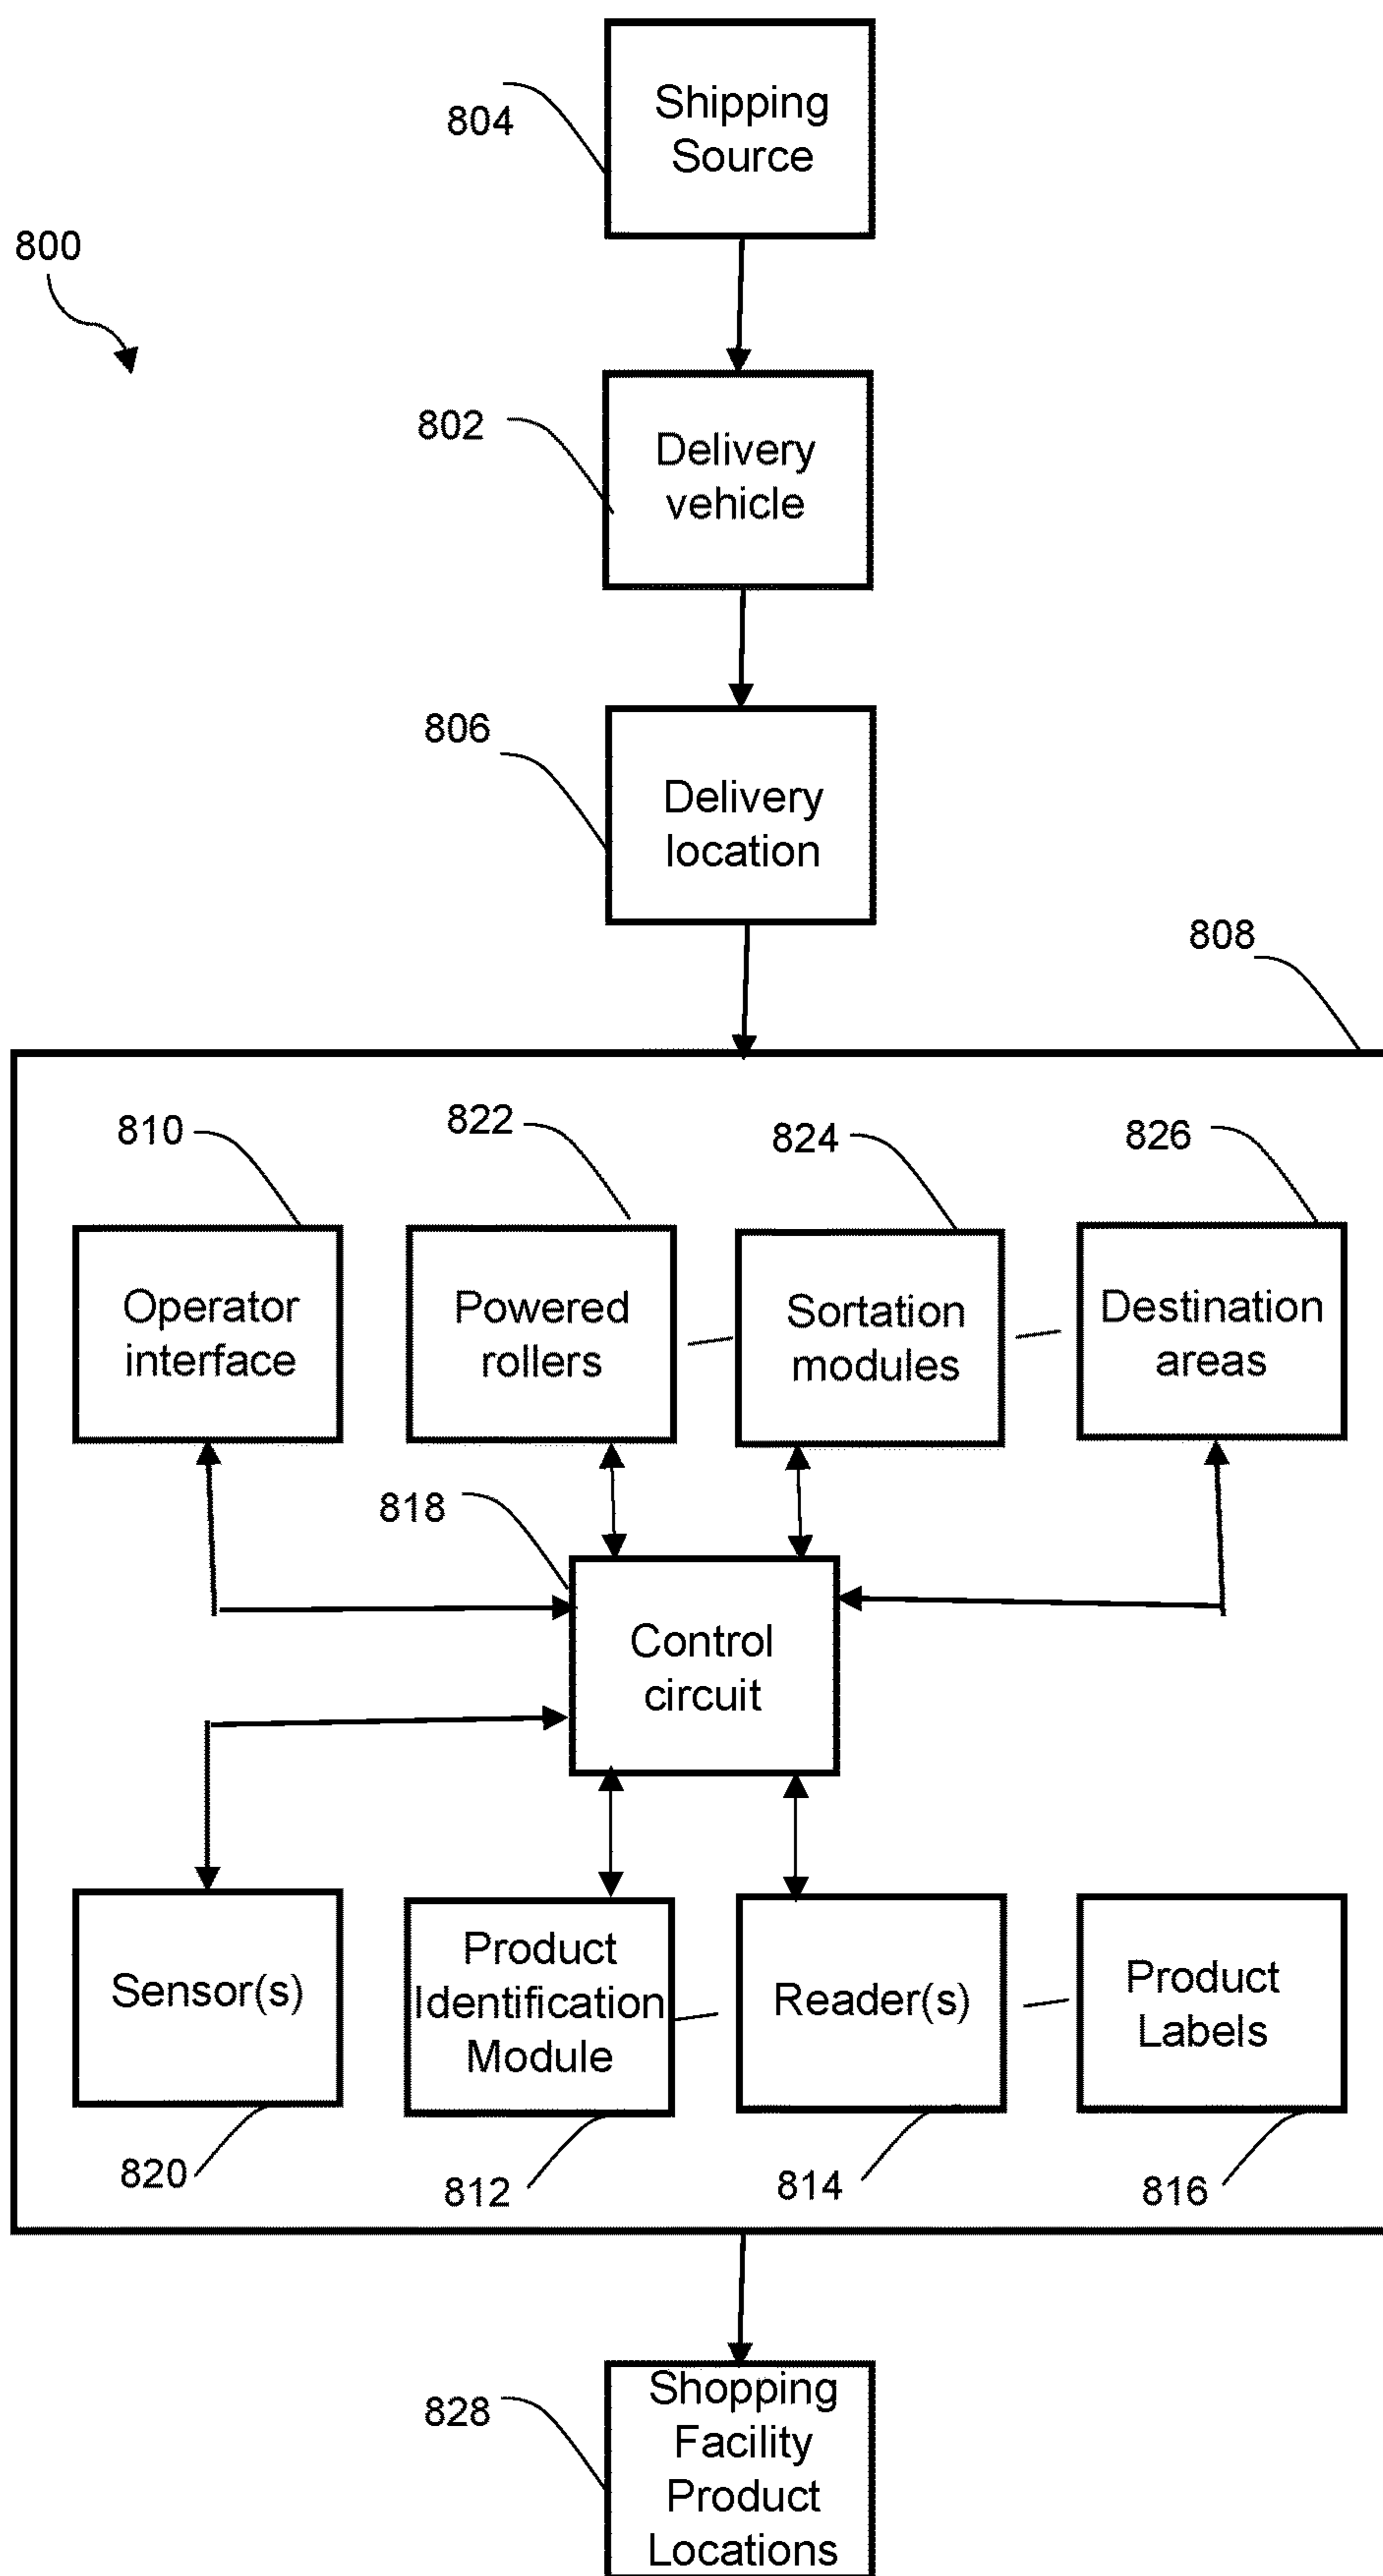 804
Shipping
Source
800
802
Delivery
vehicle
806
Delivery
location
808
810
822
824
826
Operator
interface
Powered
rollers
Sortation
modules
Destination
areas
818
Control
circuit
Sensor(s)
Product
Identification
Module
Reader(s)
Product
Labels
820
812
814
816
828
Shopping
Facility
Product
Locations